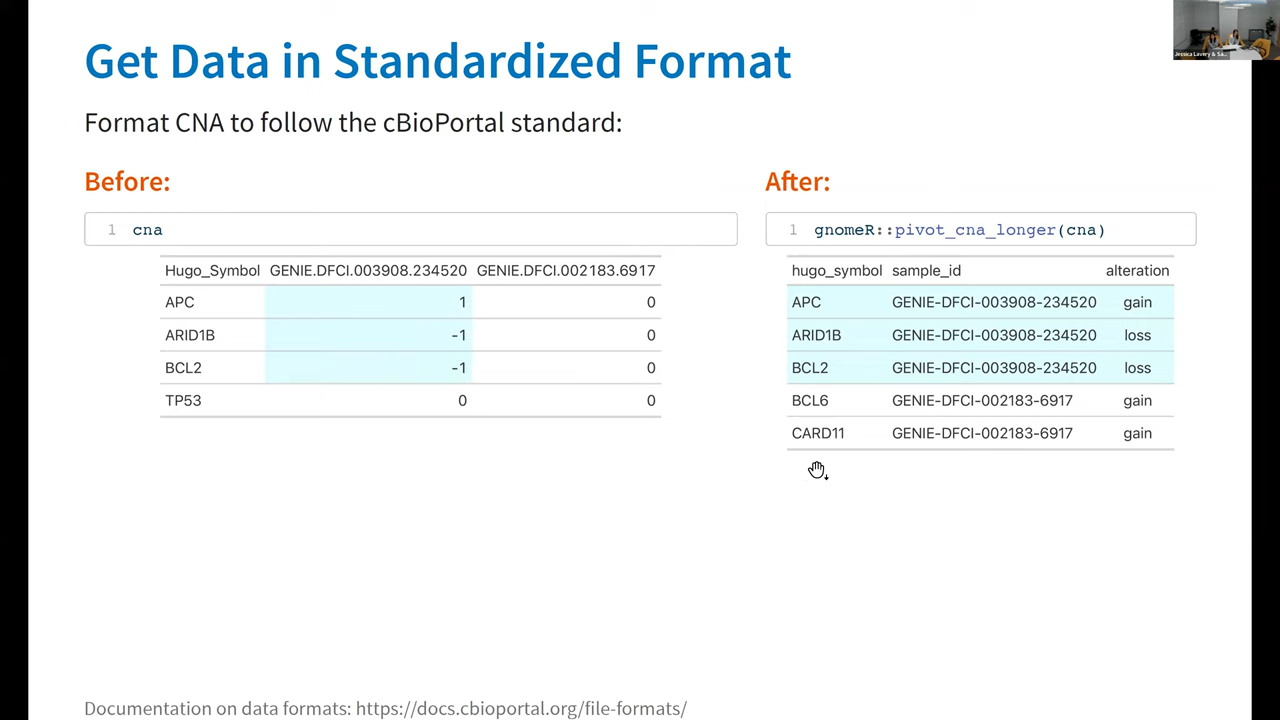 Get Data in Standardized Format
Jessica Lavery & Sa...
Format CNA to follow the cBioPortal standard:
Before:
1 cna
Hugo_Symbol GENIE.DFCI.003908.234520 GENIE.DFCI.002183.6917
APC 1 0
ARID1B -1 0
BCL2 -1 0
TP53 0 0
After:
1 gnomeR::pivot_cna_longer(cna)
hugo_symbol sample_id alteration
APC GENIE-DFCI-003908-234520 gain
ARID1B GENIE-DFCI-003908-234520 loss
BCL2 GENIE-DFCI-003908-234520 loss
BCL6 GENIE-DFCI-002183-6917 gain
CARD11 GENIE-DFCI-002183-6917 gain
Documentation on data formats: https://docs.cbioportal.org/file-formats/